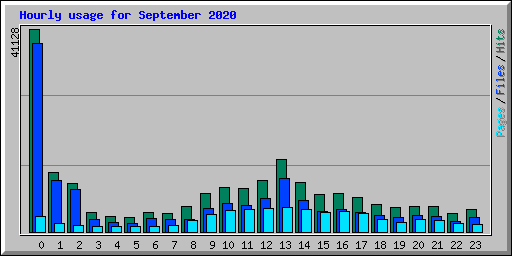 Hourly usage for September 2020
41128
Pages/Files/Hits
0 1 2 3 4 5 6 7 8 9 10 11 12 13 14 15 16 17 18 19 20 21 22 23